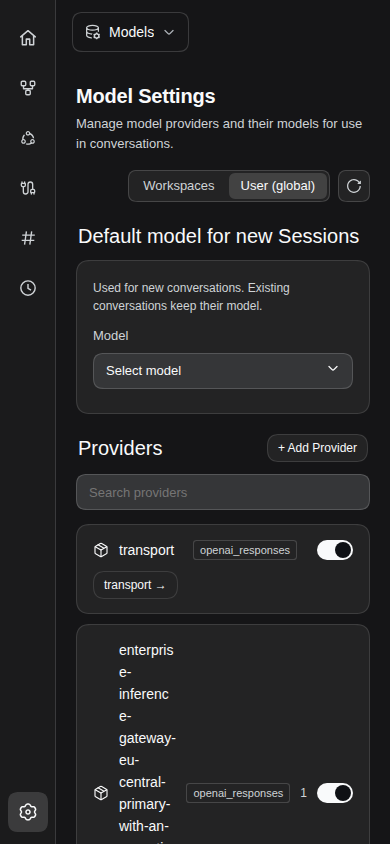 Models
Model Settings
Manage model providers and their models for use
in conversations.
Workspaces User (global)
Default model for new Sessions
Used for new conversations. Existing
conversations keep their model.
Model
Select model
Providers + Add Provider
Search providers
transport openai_responses
transport →
enterpris
e-
inferenc
e-
gateway-
eu-
central-
primary-
with-an-
openai_responses 1